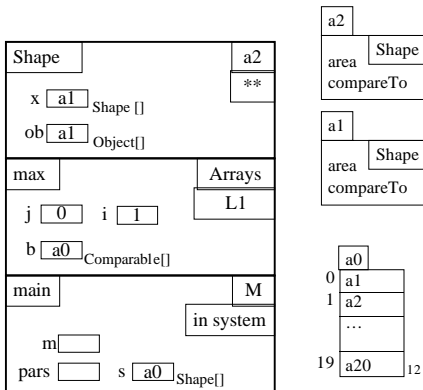 Shape a2
**
x a1 Shape []
ob a1 Object[]
max Arrays
L1
j 0 i 1
b a0 Comparable[]
main M
in system
m
pars s a0 Shape[]
a2
Shape
area
compareTo
a1
Shape
area
compareTo
a0
0 a1
1 a2
…
19 a20 12